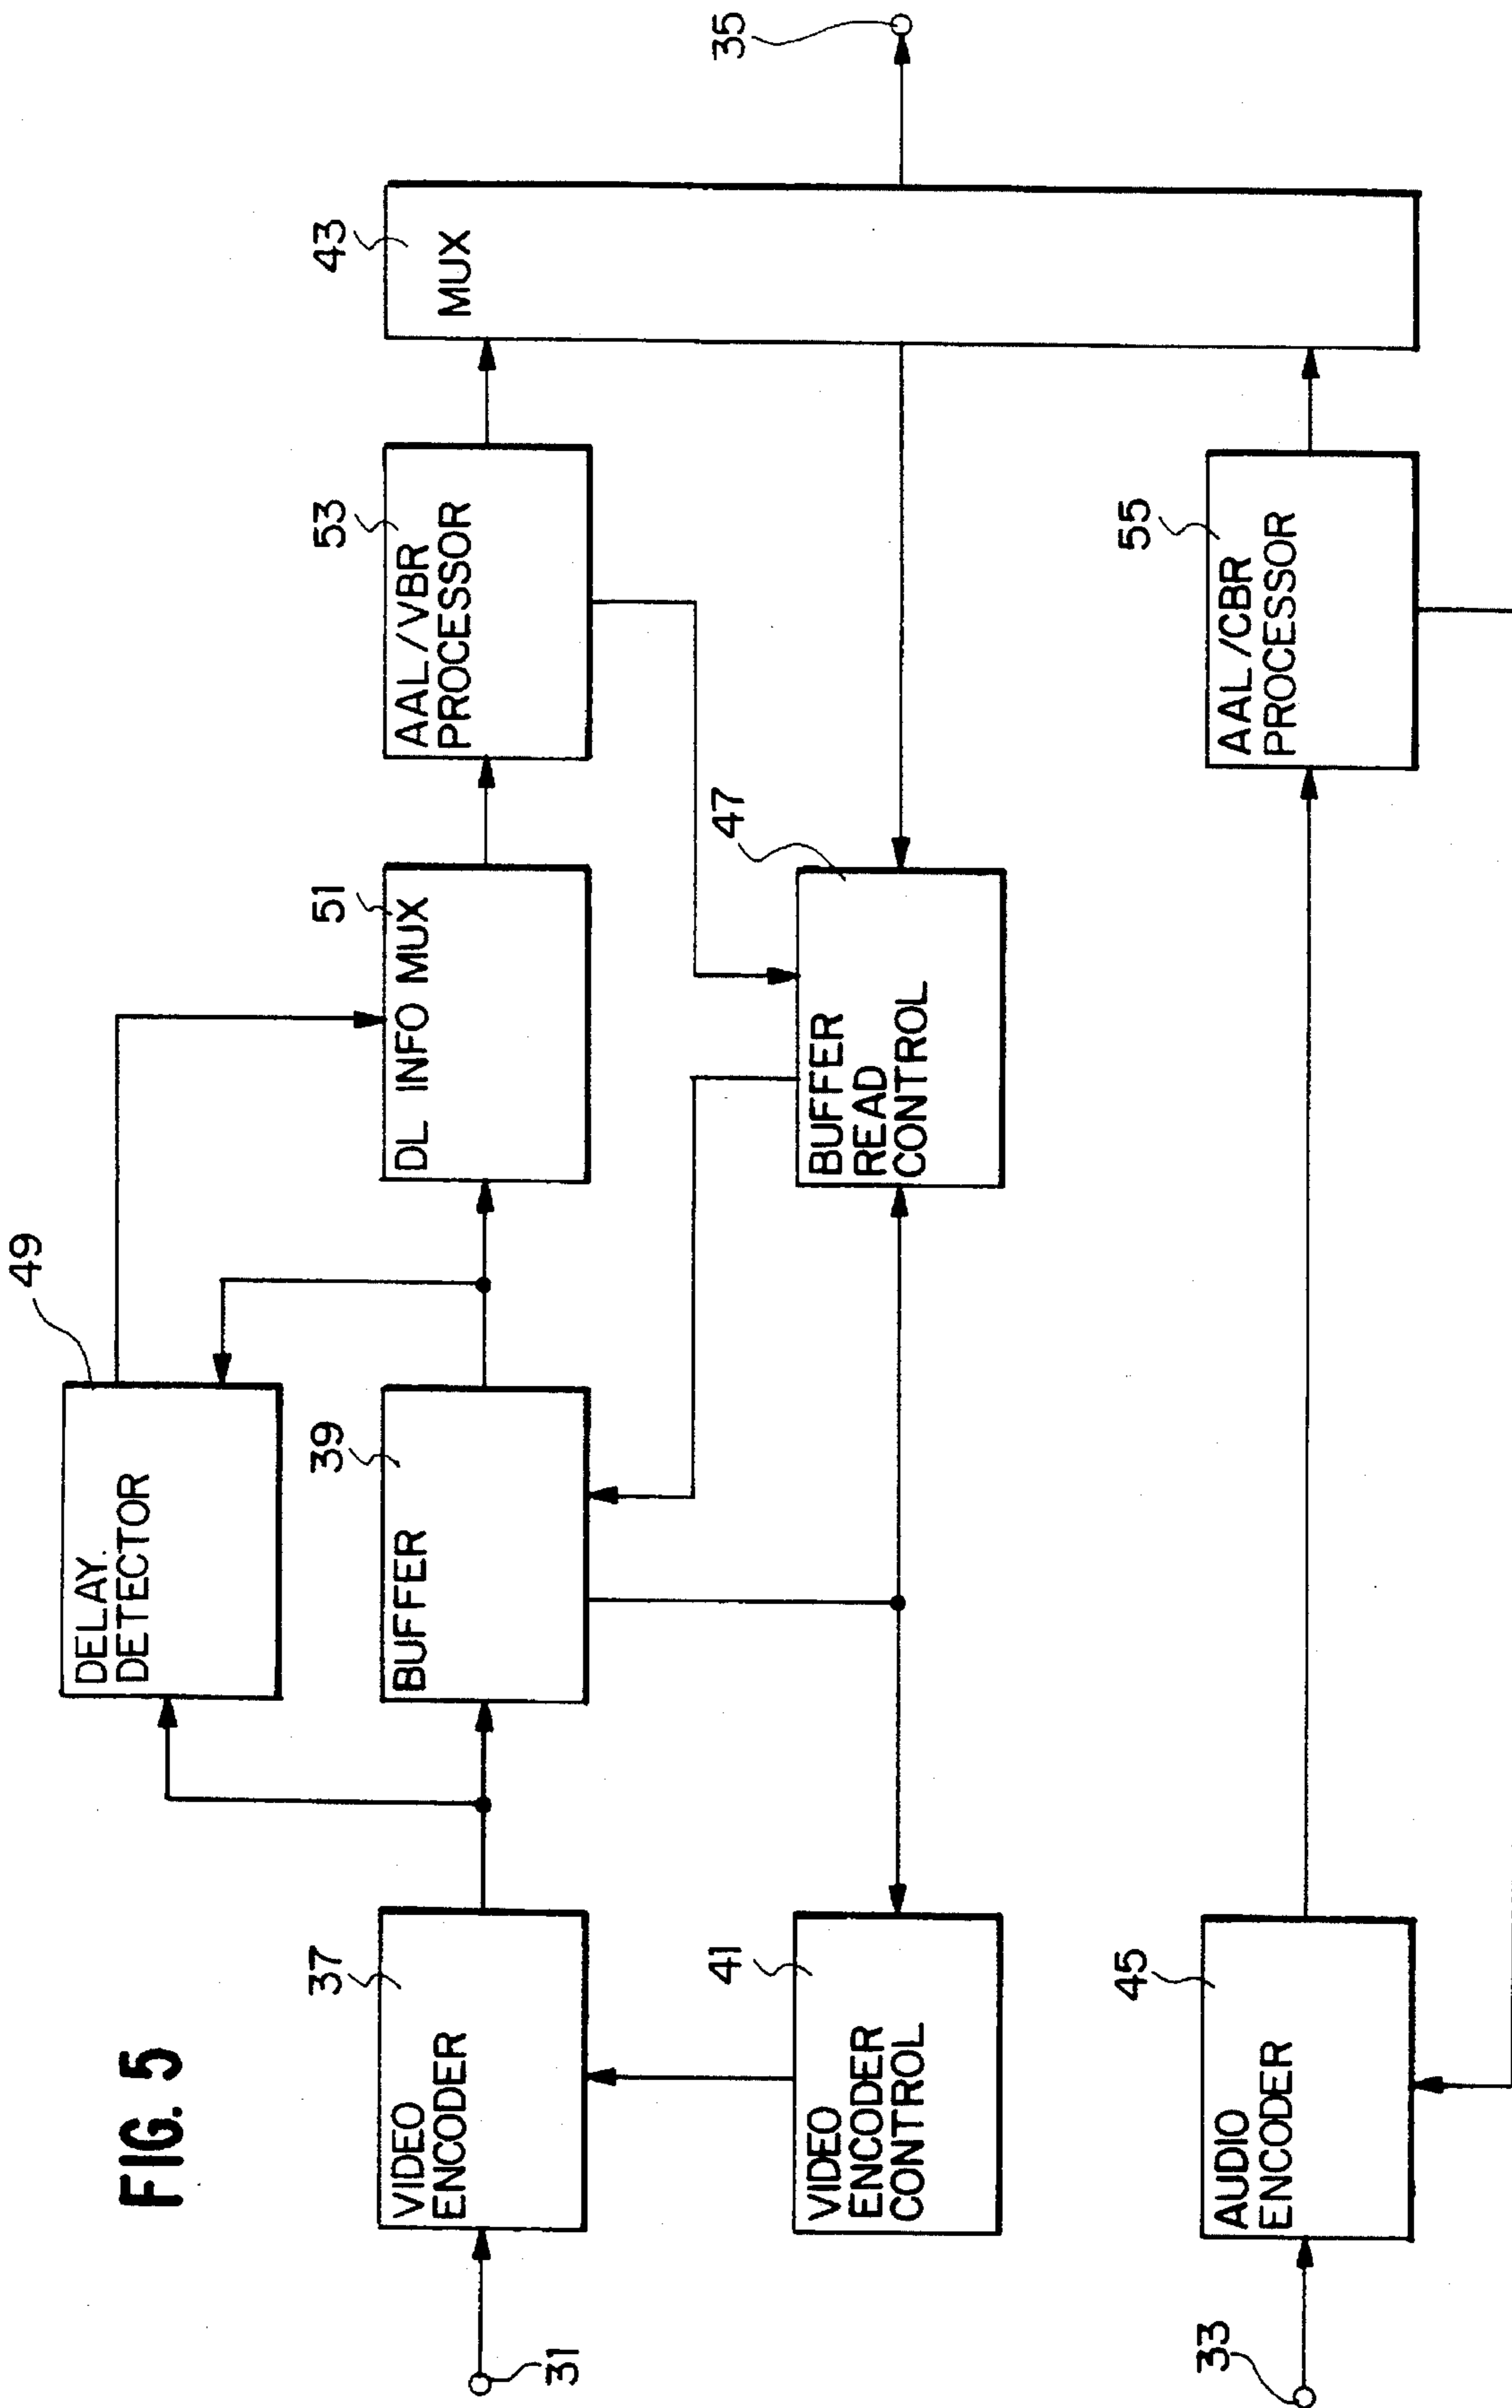 FIG. 5
49
DELAY.
DETECTOR
37
VIDEO
ENCODER
39
BUFFER
51
DL INFO MUX
53
AAL/VBR
PROCESSOR
43
MUX
31
41
VIDEO
ENCODER
CONTROL
47
BUFFER
READ
CONTROL
35
45
AUDIO
ENCODER
55
AAL/CBR
PROCESSOR
33